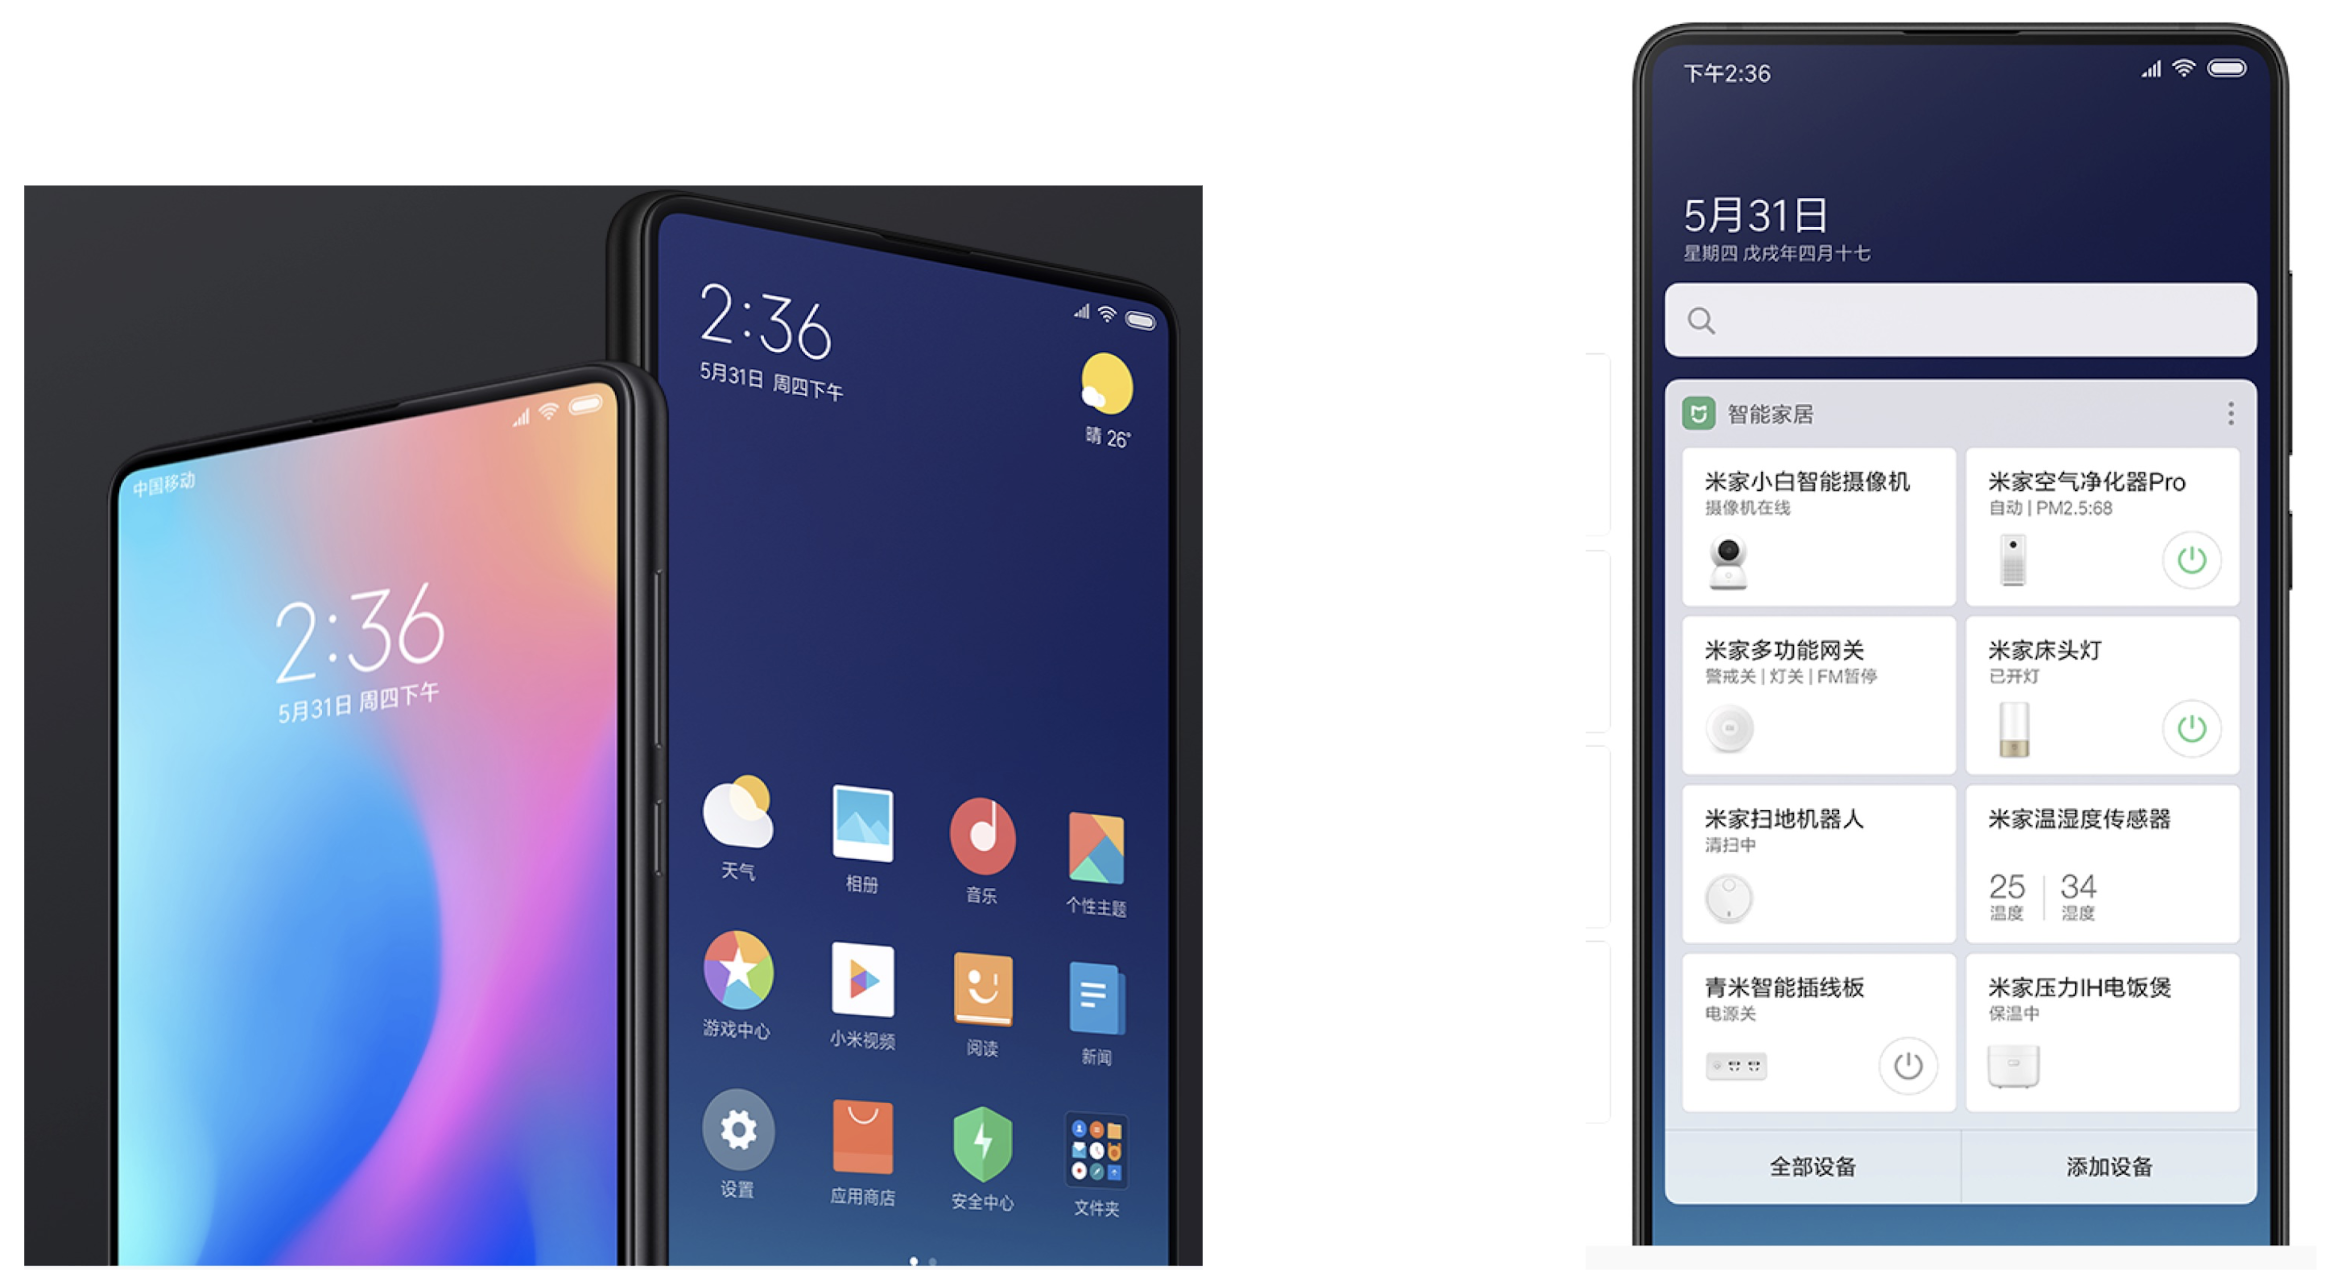 中国移动
2:36
5月31日 周四下午
2:36
5月31日 周四下午
晴 26°
天气
相册
音乐
个性主题
游戏中心
小米视频
阅读
新闻
设置
应用商店
安全中心
文件夹
下午2:36
5月31日
星期四 戊戌年四月十七
智能家居
米家小白智能摄像机
摄像机在线
米家空气净化器Pro
自动 | PM2.5:68
米家多功能网关
警戒关 | 灯关 | FM暂停
米家床头灯
已开灯
米家扫地机器人
清扫中
米家温湿度传感器
25 | 34
温度 湿度
青米智能插线板
电源关
米家压力IH电饭煲
保温中
全部设备
添加设备